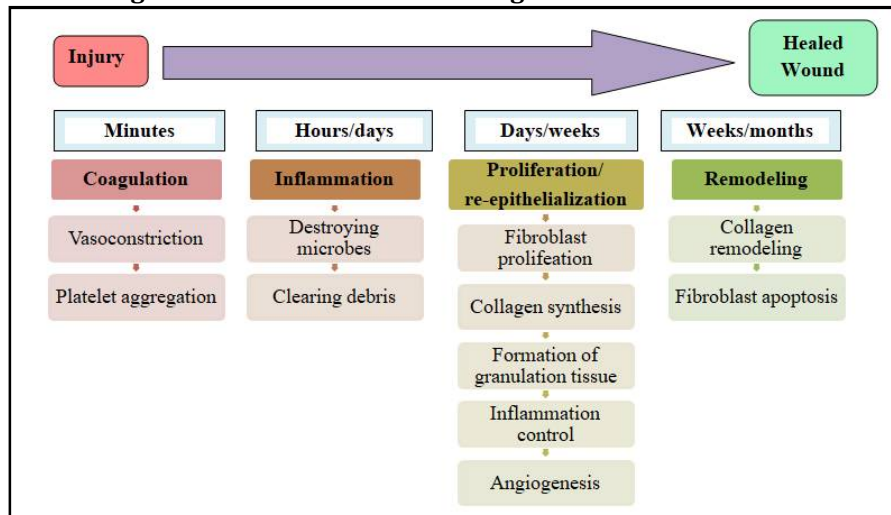 Injury
Healed
Wound
Minutes
Hours/days
Days/weeks
Weeks/months
Coagulation
Vasoconstriction
Platelet aggregation
Inflammation
Destroying
microbes
Clearing debris
Proliferation/
re-epithelialization
Fibroblast
prolifeation
Collagen synthesis
Formation of
granulation tissue
Inflammation
control
Angiogenesis
Remodeling
Collagen
remodeling
Fibroblast apoptosis